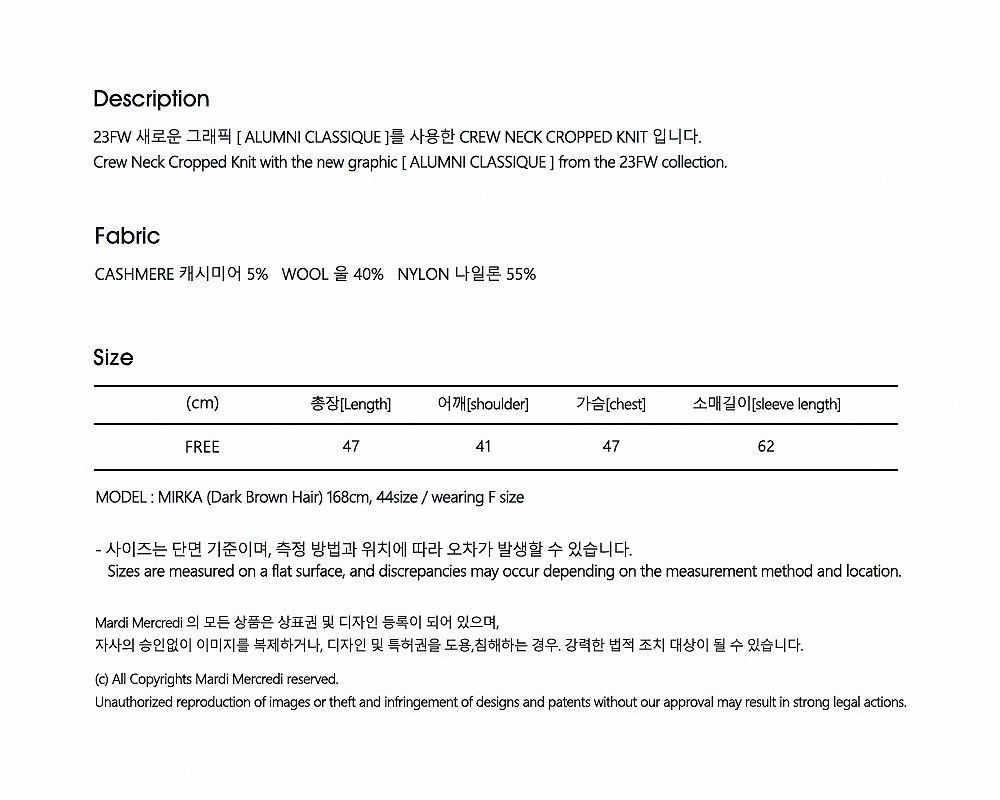 Description
23FW 새로운 그래픽 [ ALUMNI CLASSIQUE ]를 사용한 CREW NECK CROPPED KNIT 입니다.
Crew Neck Cropped Knit with the new graphic [ ALUMNI CLASSIQUE ] from the 23FW collection.
Fabric
CASHMERE 캐시미어 5% WOOL 울 40% NYLON 나일론 55%
Size
(cm) 총장[Length] 어깨[shoulder] 가슴[chest] 소매길이[sleeve length]
FREE 47 41 47 62
MODEL : MIRKA (Dark Brown Hair) 168cm, 44size / wearing F size
- 사이즈는 단면 기준이며, 측정 방법과 위치에 따라 오차가 발생할 수 있습니다.
Sizes are measured on a flat surface, and discrepancies may occur depending on the measurement method and location.
Mardi Mercredi 의 모든 상품은 상표권 및 디자인 등록이 되어 있으며,
자사의 승인없이 이미지를 복제하거나, 디자인 및 특허권을 도용,침해하는 경우. 강력한 법적 조치 대상이 될 수 있습니다.
(c) All Copyrights Mardi Mercredi reserved.
Unauthorized reproduction of images or theft and infringement of designs and patents without our approval may result in strong legal actions.